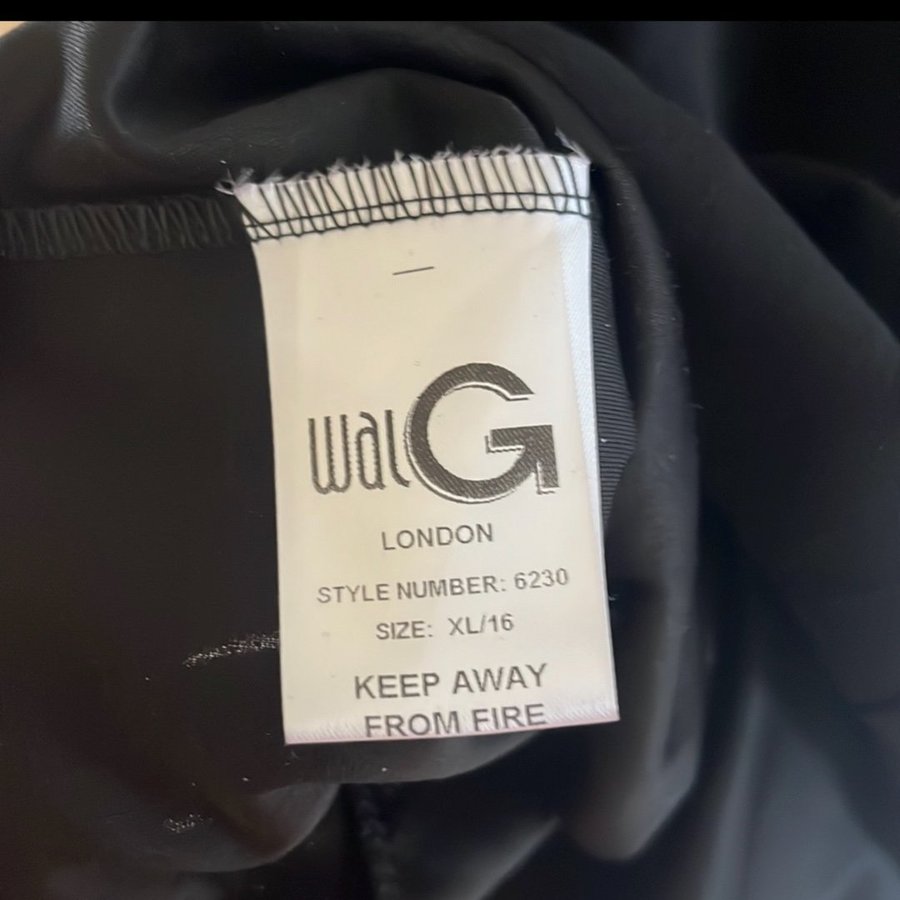 walG
LONDON
STYLE NUMBER: 6230
SIZE: XL/16
KEEP AWAY
FROM FIRE